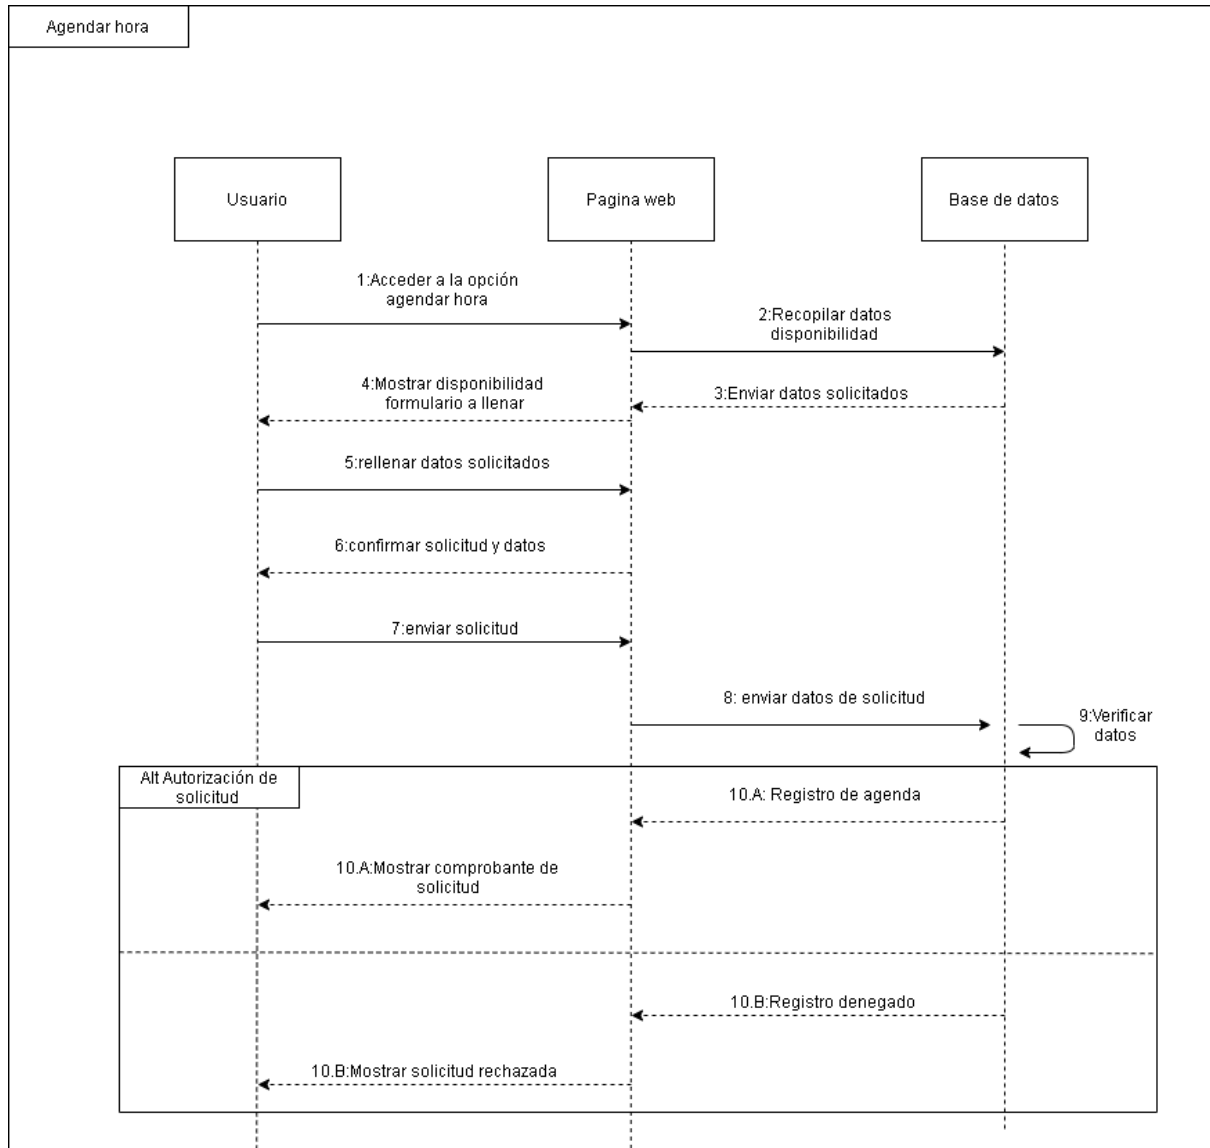 Agendar hora
Usuario
Pagina web
Base de datos
1:Acceder a la opción
agendar hora
2:Recopilar datos
disponibilidad
4:Mostrar disponibilidad
formulario a llenar
3:Enviar datos solicitados
5:rellenar datos solicitados
6:confirmar solicitud y datos
7:enviar solicitud
8: enviar datos de solicitud
9:Verificar
datos
Alt Autorización de
solicitud
10.A: Registro de agenda
10.A:Mostrar comprobante de
solicitud
10.B:Registro denegado
10.B:Mostrar solicitud rechazada